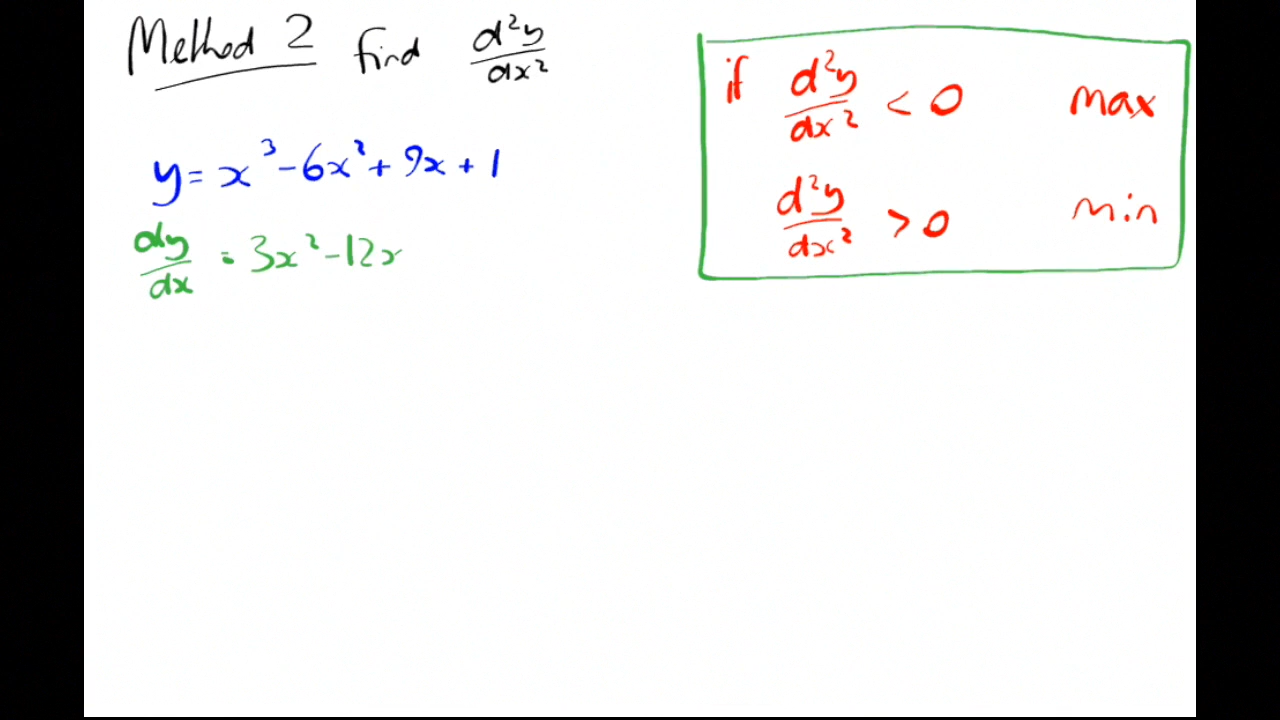 Method 2 find d²y/dx²
y = x³ - 6x² + 9x + 1
dy/dx = 3x² - 12x
if d²y/dx² < 0 max
d²y/dx² > 0 min